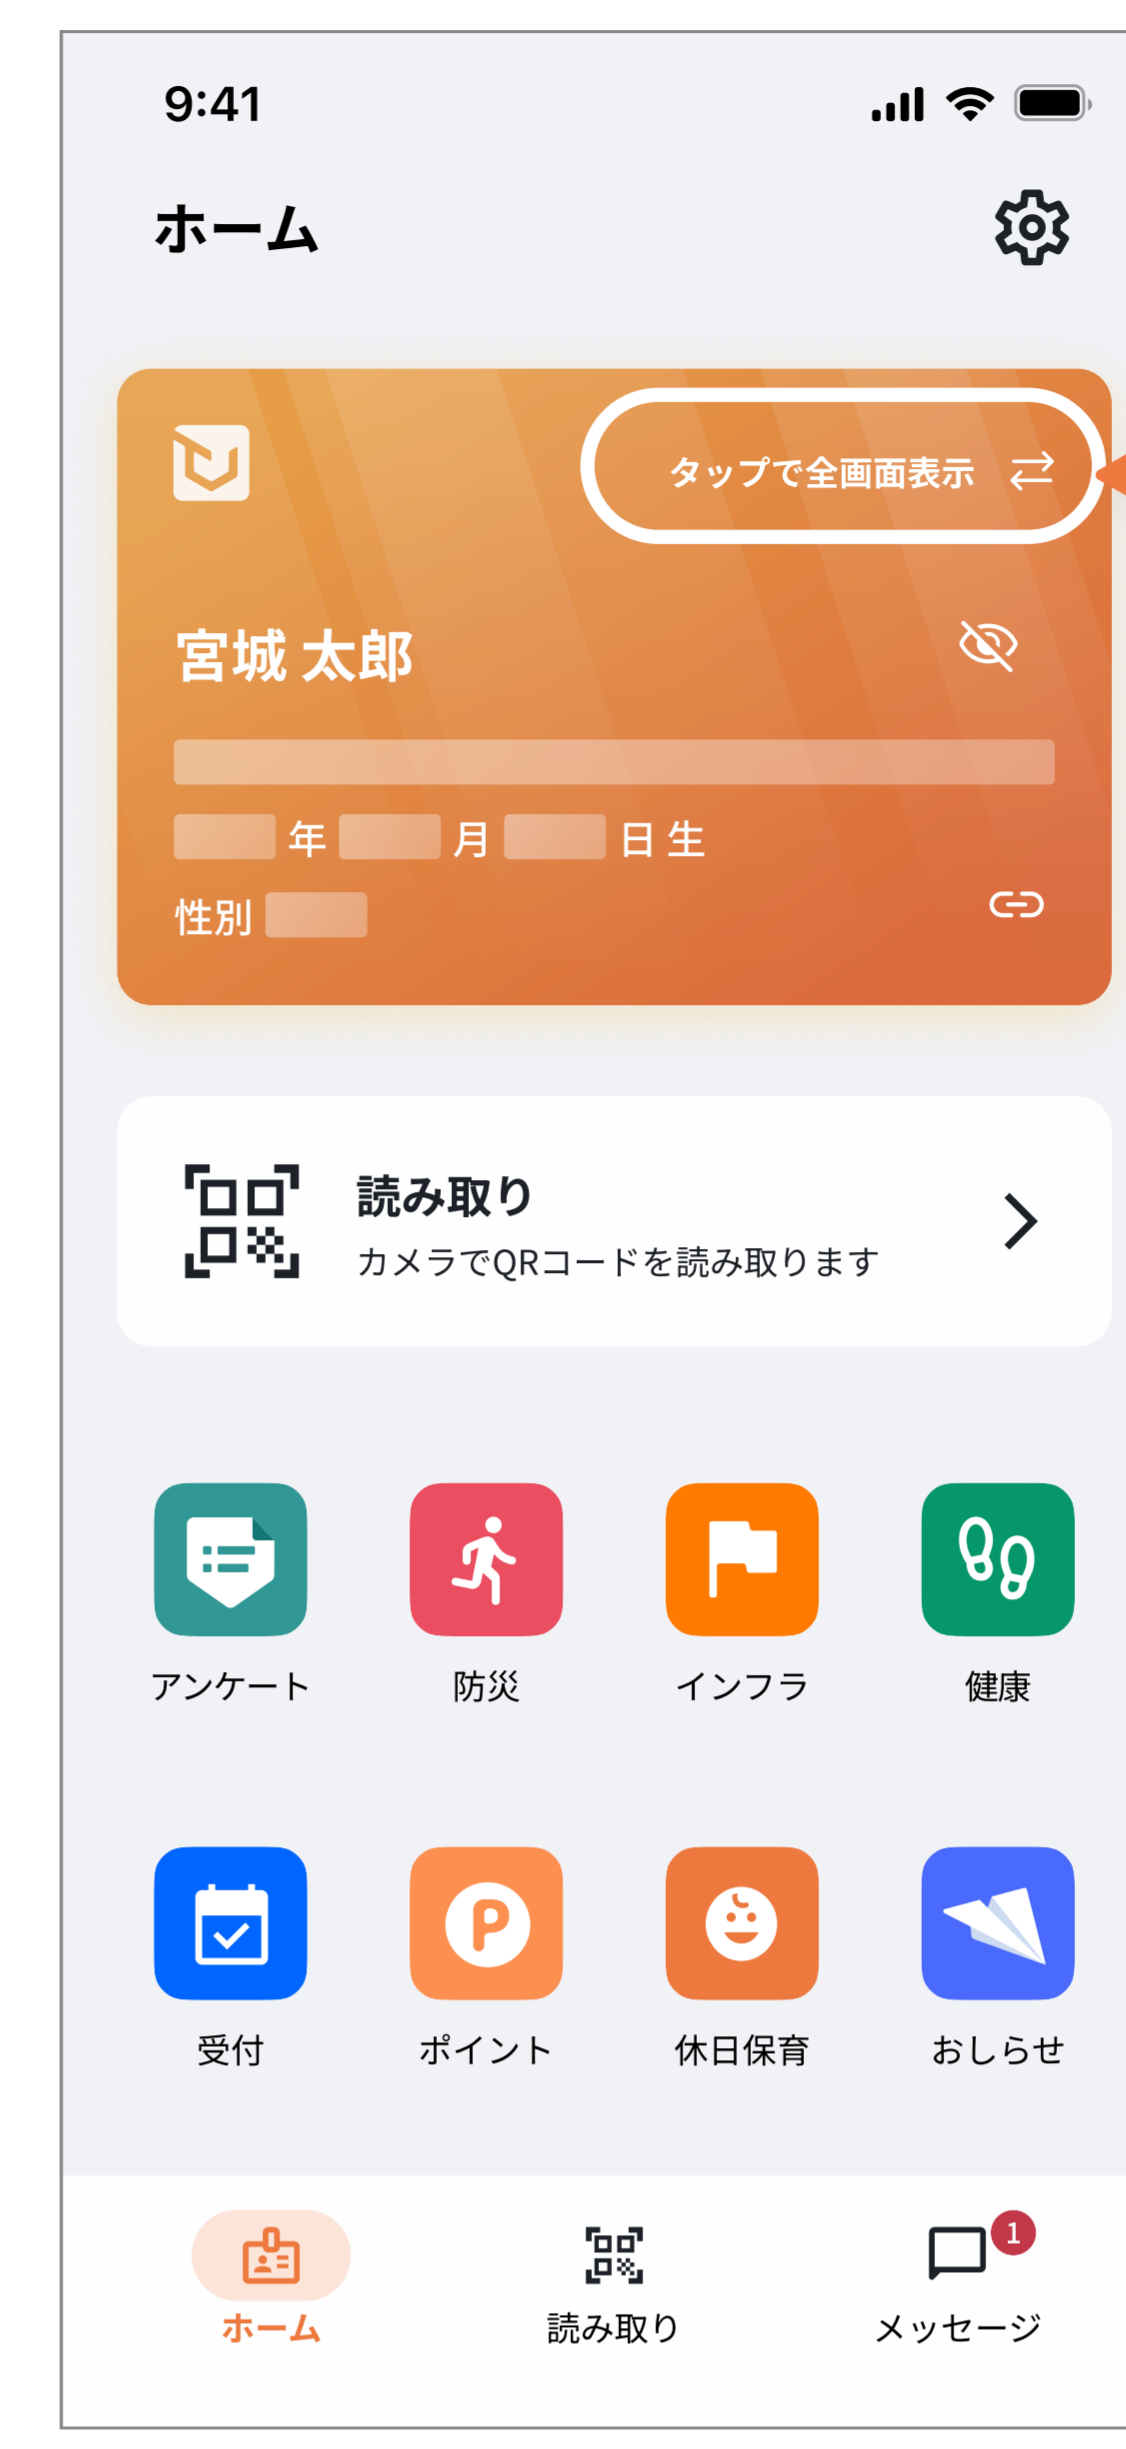 9:41
ホーム
タップで全画面表示
宮城 太郎
年 月 日 生
性別
読み取り
カメラでQRコードを読み取ります
アンケート 防災 インフラ 健康
P
受付 ポイント 休日保育 おしらせ
1
ホーム 読み取り メッセージ